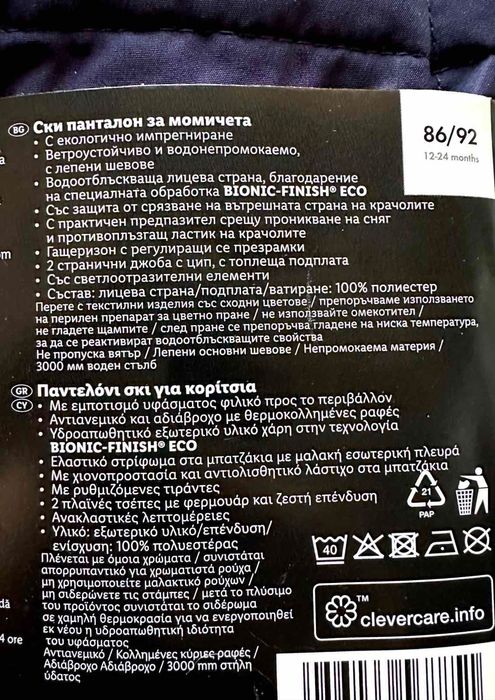 86/92
12-24 months
BG Ски панталон за момичета
• С екологично импрегниране
• Ветроустойчиво и водонепромокаемо,
с лепени шевове
• Водоотблъскваща лицева страна, благодарение
на специалната обработка BIONIC-FINISH® ECO
• Със защита от срязване на вътрешната страна на крачолите
• С практичен предпазител срещу проникване на сняг
и противоплъзгащ ластик на крачолите
• Гащеризон с регулиращи се презрамки
• 2 странични джоба с цип, с топлеща подплата
• Със светлоотразителни елементи
• Състав: лицева страна/подплата/ватиране: 100% полиестер
Перете с текстилни изделия със сходни цветове / препоръчваме използването
на перилен препарат за цветно пране / не използвайте омекотител /
не гладете щампите / след пране се препоръчва гладене на ниска температура,
за да се реактивират водоотблъскващите свойства
Не пропуска вятър / Лепени основни шевове / Непромокаема материя /
3000 мм воден стълб
GR CY Παντελόνι σκι για κορίτσια
• Με εμποτισμό υφάσματος φιλικό προς το περιβάλλον
• Αντιανεμικό και αδιάβροχο με θερμοκολλημένες ραφές
• Υδροαπωθητικό εξωτερικό υλικό χάρη στην τεχνολογία
BIONIC-FINISH® ECO
• Ελαστικό στρίφωμα στα μπατζάκια με μαλακή εσωτερική πλευρά
• Με χιονοπροστασία και αντιολισθητικό λάστιχο στα μπατζάκια
• Με ρυθμιζόμενες τιράντες
• 2 πλαϊνές τσέπες με φερμουάρ και ζεστή επένδυση
• Ανακλαστικές λεπτομέρειες
• Υλικό: εξωτερικό υλικό/επένδυση/
ενίσχυση: 100% πολυεστέρας
Πλένεται με όμοια χρώματα / συνιστάται
απορρυπαντικό για χρωματιστά ρούχα /
μη χρησιμοποιείτε μαλακτικό ρούχων /
μη σιδερώνετε τις στάμπες / μετά το πλύσιμο
του προϊόντος συνιστάται το σιδέρωμα
σε χαμηλή θερμοκρασία για να ενεργοποιηθεί
εκ νέου η υδροαπωθητική ιδιότητα
του υφάσματος
Αντιανεμικό / Κολλημένες κύριες ραφές /
Αδιάβροχο Αδιάβροχο / 3000 mm στήλη
ύδατος
21
PAP
40
™
clevercare.info
a
om
dă
4 ore